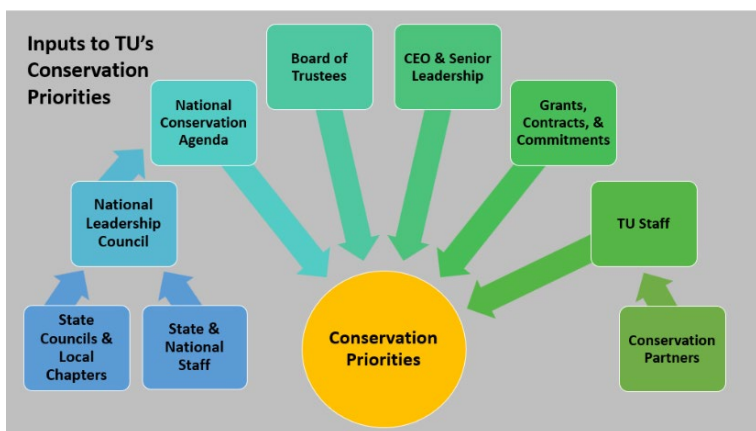 Inputs to TU's
Conservation
Priorities
National
Conservation
Agenda
Board of
Trustees
CEO & Senior
Leadership
Grants,
Contracts, &
Commitments
National
Leadership
Council
TU Staff
State
Councils &
Local
Chapters
State &
National
Staff
Conservation
Priorities
Conservation
Partners